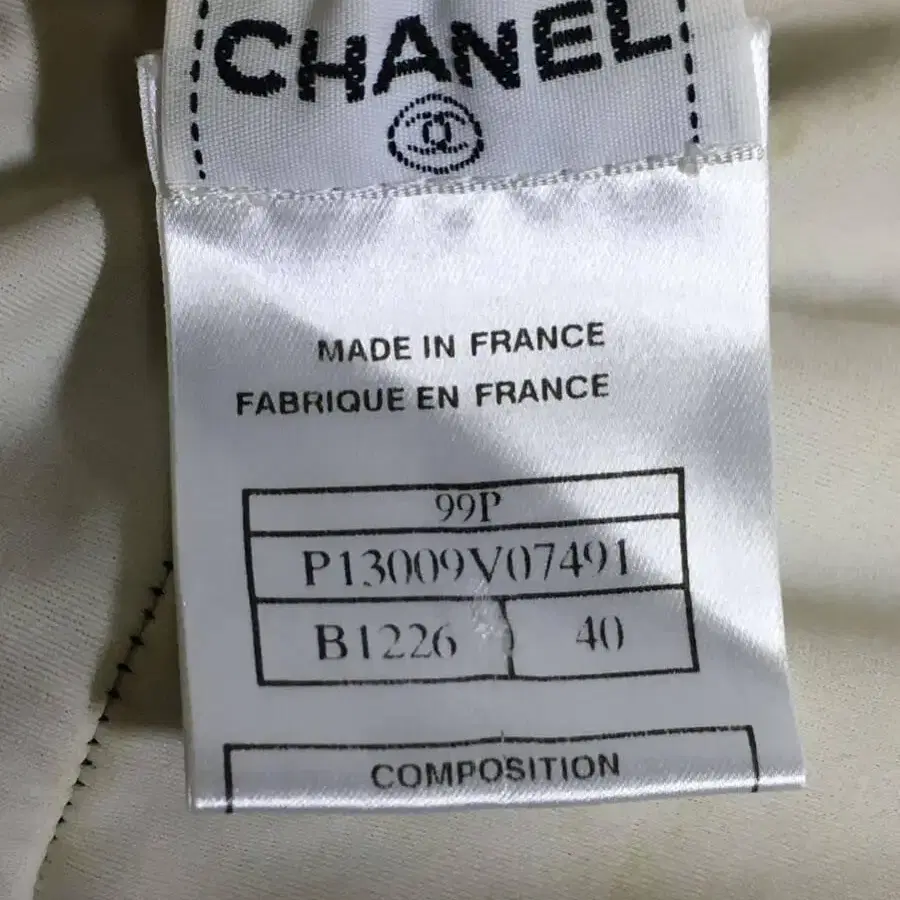 CHANEL
MADE IN FRANCE
FABRIQUE EN FRANCE
99P
P13009V07491
B1226 40
COMPOSITION